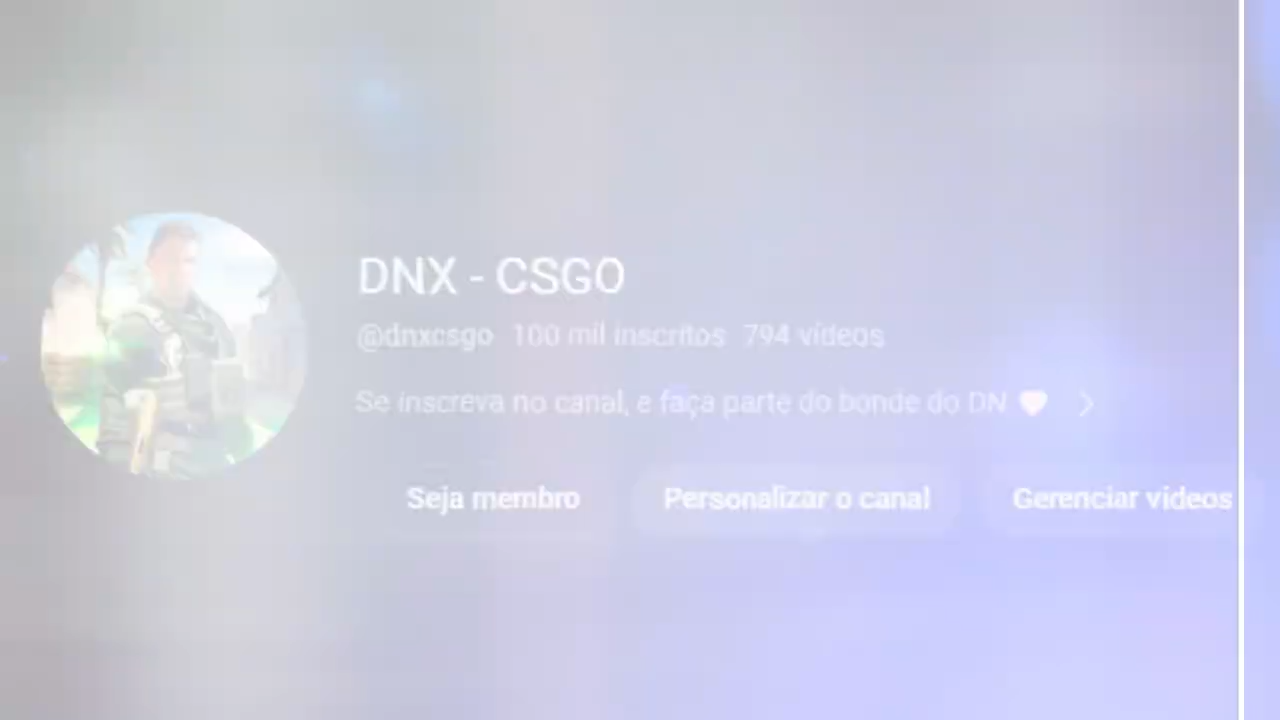 DNX - CSGO
@dnxcsgo 100 mil inscritos 794 vídeos
Se inscreva no canal, e faça parte do bonde do DN 🤍 >
Seja membro
Personalizar o canal
Gerenciar vídeos